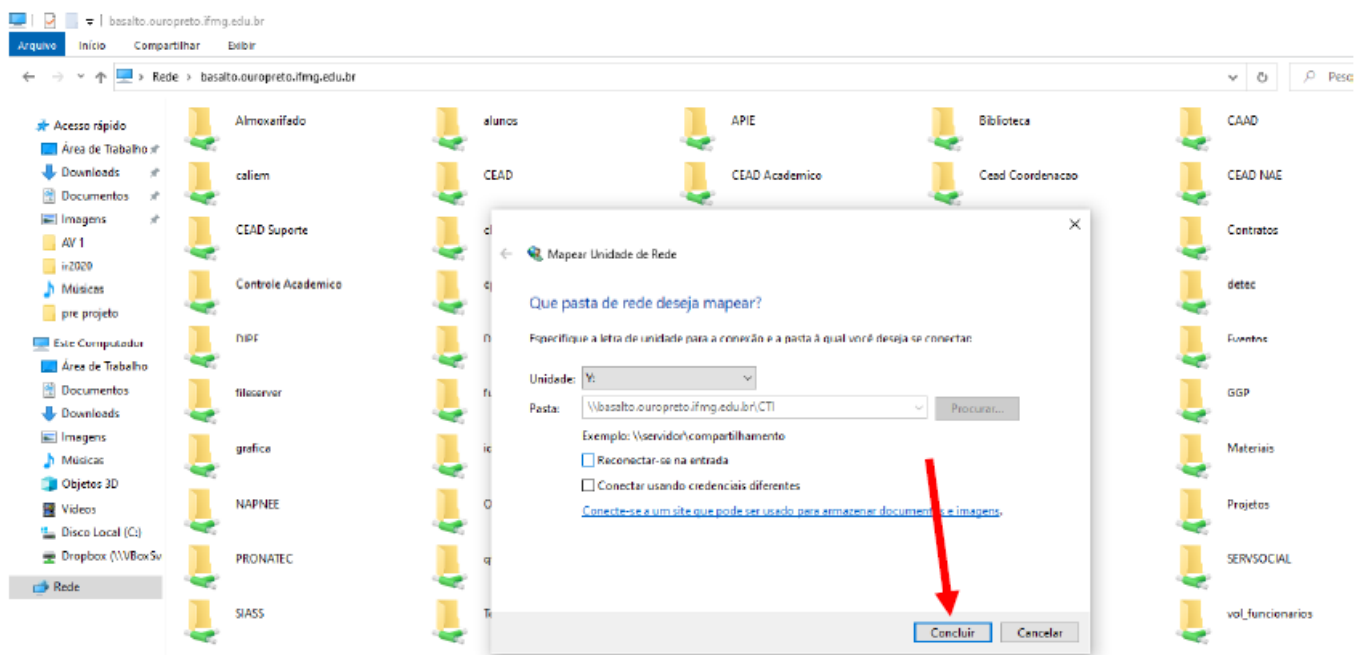 basalto.ouropreto.ifmg.edu.br
Arquivo Início Compartilhar Exibir
Rede > basalto.ouropreto.ifmg.edu.br
Acesso rápido
Área de Trabalho
Downloads
Documentos
Imagens
AV 1
ir2020
Músicas
pre projeto
Este Computador
Área de Trabalho
Documentos
Downloads
Imagens
Músicas
Objetos 3D
Vídeos
Disco Local (C:)
Dropbox (\\VBoxSv
Rede
Almoxarifado alunos APIE Biblioteca CAAD
caliem CEAD CEAD Academico Cead Coordenacao CEAD NAE
CEAD Suporte Contratos
Controle Academico detec
Eventos
fileserver GGP
grafica Materiais
NAPNEE Projetos
PRONATEC SERVSOCIAL
SIASS vol_funcionarios
Mapear Unidade de Rede
Que pasta de rede deseja mapear?
Especifique a letra de unidade para a conexão e a pasta à qual você deseja se conectar:
Unidade: Y:
Pasta: \\basalto.ouropreto.ifmg.edu.br\CTI Procurar...
Exemplo: \\servidor\compartilhamento
Reconectar-se na entrada
Conectar usando credenciais diferentes
Conecte-se a um site que pode ser usado para armazenar documentos e imagens.
Concluir Cancelar